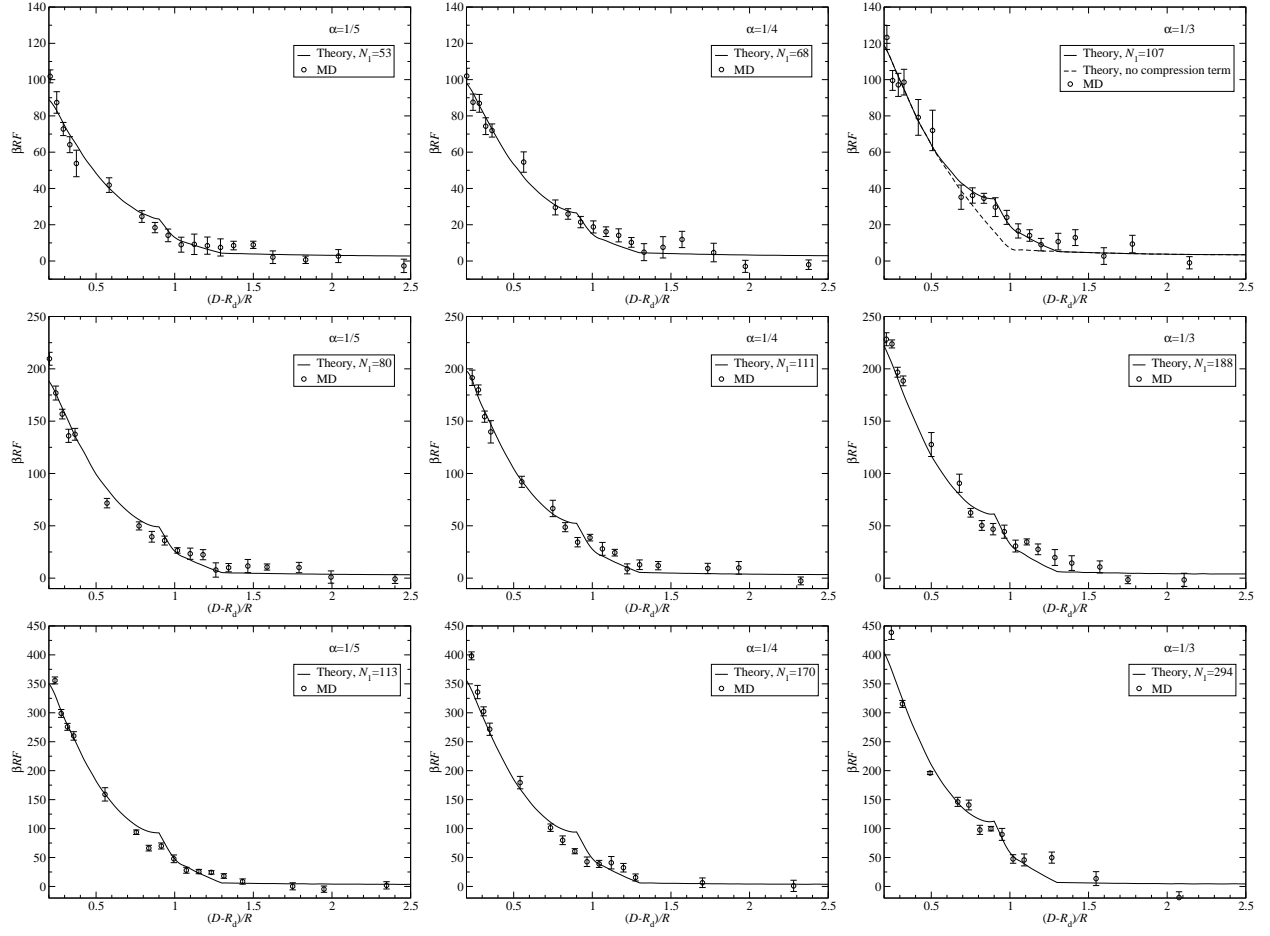 α=1/5
Theory, N₁=53
MD
βRF
140
120
100
80
60
40
20
0
0.5 1 1.5 2 2.5
(D-R_d)/R
α=1/4
Theory, N₁=68
MD
βRF
140
120
100
80
60
40
20
0
0.5 1 1.5 2 2.5
(D-R_d)/R
α=1/3
Theory, N₁=107
Theory, no compression term
MD
βRF
140
120
100
80
60
40
20
0
0.5 1 1.5 2 2.5
(D-R_d)/R
α=1/5
Theory, N₁=80
MD
βRF
250
200
150
100
50
0
0.5 1 1.5 2 2.5
(D-R_d)/R
α=1/4
Theory, N₁=111
MD
βRF
250
200
150
100
50
0
0.5 1 1.5 2 2.5
(D-R_d)/R
α=1/3
Theory, N₁=188
MD
βRF
250
200
150
100
50
0
0.5 1 1.5 2 2.5
(D-R_d)/R
α=1/5
Theory, N₁=113
MD
βRF
450
400
350
300
250
200
150
100
50
0
0.5 1 1.5 2 2.5
(D-R_d)/R
α=1/4
Theory, N₁=170
MD
βRF
450
400
350
300
250
200
150
100
50
0
0.5 1 1.5 2 2.5
(D-R_d)/R
α=1/3
Theory, N₁=294
MD
βRF
450
400
350
300
250
200
150
100
50
0
0.5 1 1.5 2 2.5
(D-R_d)/R